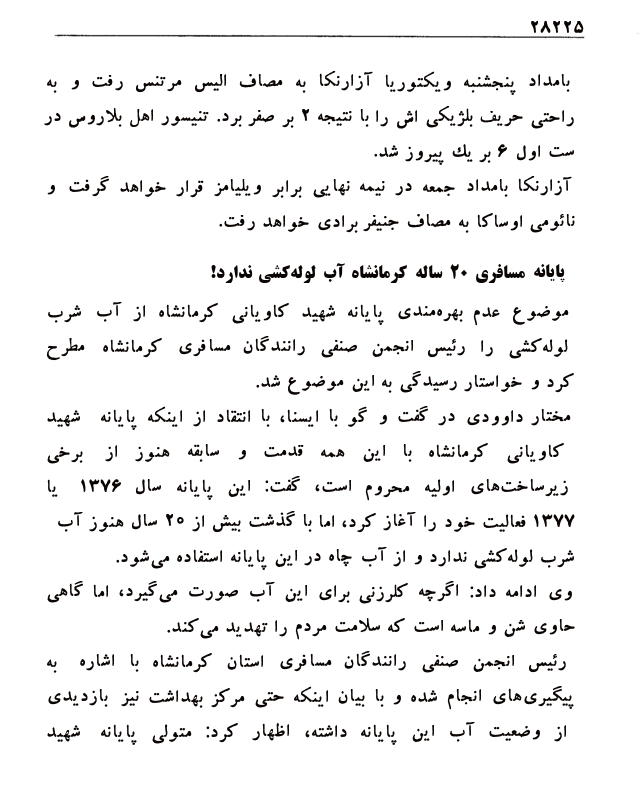 ۲۸۲۲۵
بامداد پنجشنبه ویکتوریا آزارنکا به مصاف الیس مرتنس رفت و به
راحتی حریف بلژیکی اش را با نتیجه ۲ بر صفر برد. تنیسور اهل بلاروس در
ست اول ۶ بر یك پیروز شد.
آزارنکا بامداد جمعه در نیمه نهایی برابر ویلیامز قرار خواهد گرفت و
نائومی اوساکا به مصاف جنیفر برادی خواهد رفت.
پایانه مسافری ۲۰ ساله کرمانشاه آب لوله‌کشی ندارد!
موضوع عدم بهره‌مندی پایانه شهید کاویانی کرمانشاه از آب شرب
لوله‌کشی را رئیس انجمن صنفی رانندگان مسافری کرمانشاه مطرح
کرد و خواستار رسیدگی به این موضوع شد.
مختار داوودی در گفت و گو با ایسنا، با انتقاد از اینکه پایانه شهید
کاویانی کرمانشاه با این همه قدمت و سابقه هنوز از برخی
زیرساخت‌های اولیه محروم است، گفت: این پایانه سال ۱۳۷۶ یا
۱۳۷۷ فعالیت خود را آغاز کرد، اما با گذشت بیش از ۲۰ سال هنوز آب
شرب لوله‌کشی ندارد و از آب چاه در این پایانه استفاده می‌شود.
وی ادامه داد: اگرچه کلرزنی برای این آب صورت می‌گیرد، اما گاهی
حاوی شن و ماسه است که سلامت مردم را تهدید می‌کند.
رئیس انجمن صنفی رانندگان مسافری استان کرمانشاه با اشاره به
پیگیری‌های انجام شده و با بیان اینکه حتی مرکز بهداشت نیز بازدیدی
از وضعیت آب این پایانه داشته، اظهار کرد: متولی پایانه شهید